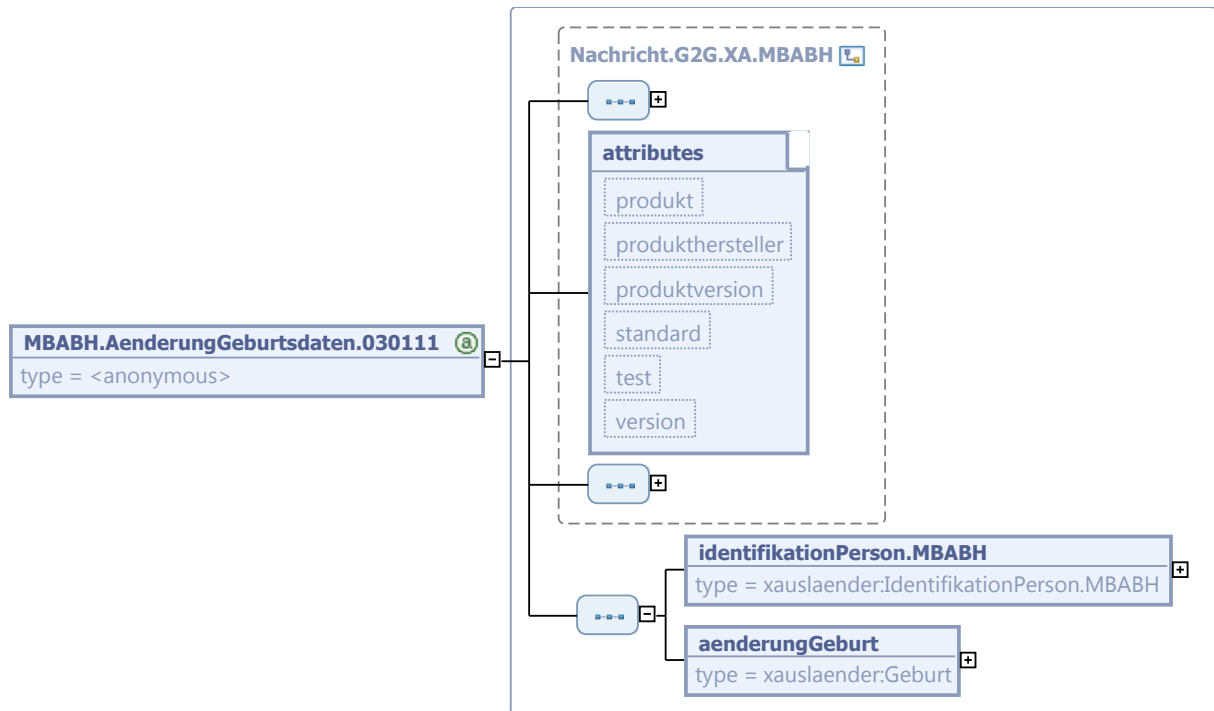 Nachricht.G2G.XA.MBABH
attributes
produkt
produkthersteller
produktversion
standard
test
version
MBABH.AenderungGeburtsdaten.030111 a
type = <anonymous>
identifikationPerson.MBABH
type = xauslaender:IdentifikationPerson.MBABH
aenderungGeburt
type = xauslaender:Geburt